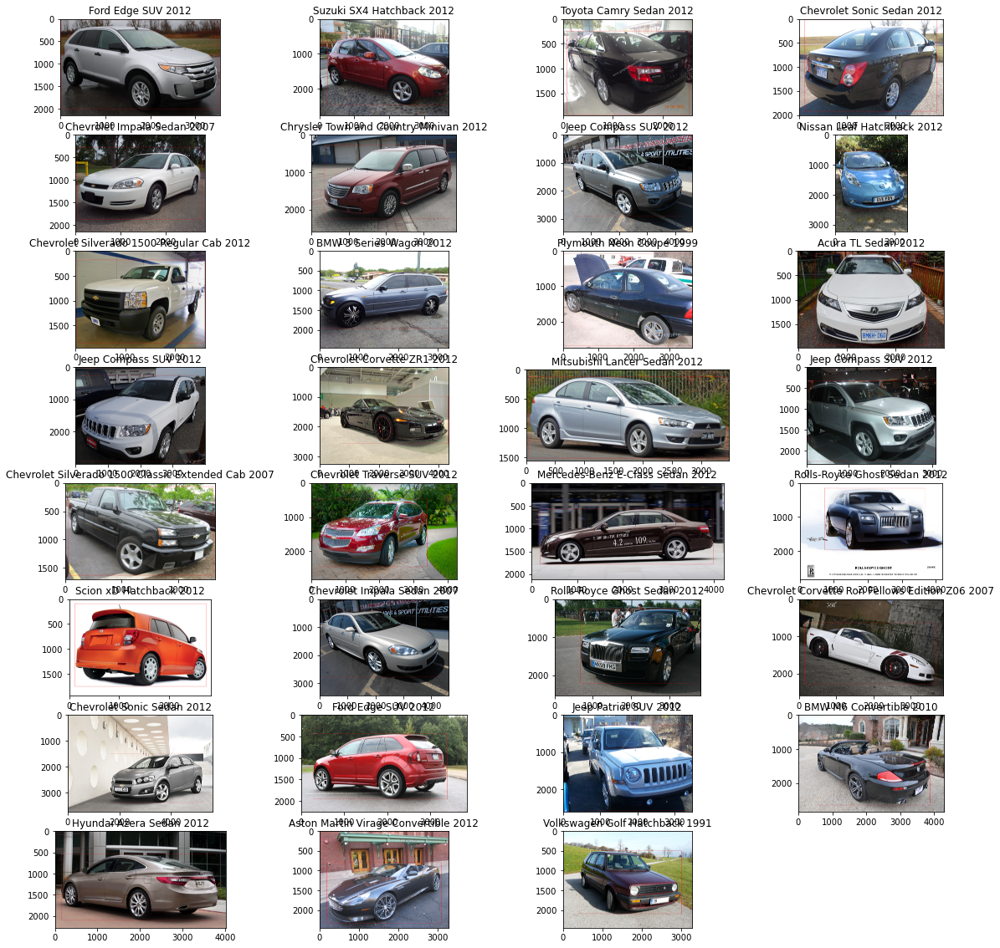 Ford Edge SUV 2012
Suzuki SX4 Hatchback 2012
Toyota Camry Sedan 2012
Chevrolet Sonic Sedan 2012
0
500
1000
1500
2000
0 1000 2000 3000
0
1000
2000
0 1000 2000 3000
0
500
1000
1500
0 1000 2000
0
500
1000
1500
2000
0 1000 2000 3000
Chevrolet Impala Sedan 2007
Chrysler Town and Country Minivan 2012
Jeep Compass SUV 2012
Nissan Leaf Hatchback 2012
0
500
1000
1500
2000
0 1000 2000
0
1000
2000
0 1000 2000 3000
0
1000
2000
3000
0 1000 2000 3000 4000
& SPORT UTILITIES
0
1000
2000
3000
0 2000
Chevrolet Silverado 1500 Regular Cab 2012
BMW 3 Series Wagon 2012
Plymouth Neon Coupe 1999
Acura TL Sedan 2012
0
500
1000
1500
0 1000 2000
0
500
1000
1500
2000
0 1000 2000 3000
0
1000
2000
0 1000 2000 3000
0
500
1000
1500
0 1000 2000 3000
BMKH·060
Jeep Compass SUV 2012
Chevrolet Corvette ZR1 2012
Mitsubishi Lancer Sedan 2012
Jeep Compass SUV 2012
0
1000
2000
0 1000 2000 3000
0
1000
2000
3000
0 1000 2000 3000 4000
0
500
1000
1500
0 500 1000 1500 2000 2500 3000
0
1000
2000
3000
0 1000 2000 3000 4000
Chevrolet Silverado 1500 Classic Extended Cab 2007
Chevrolet Traverse SUV 2012
Mercedes-Benz E-Class Sedan 2012
Rolls-Royce Ghost Sedan 2012
0
500
1000
1500
0 1000 2000
0
1000
2000
0 1000 2000 3000 4000
0
500
1000
1500
2000
0 1000 2000 3000 4000
4.2 109
0
1000
2000
0 1000 2000 3000 4000
ROLLS-ROYCE GHOST
Scion xD Hatchback 2012
Chevrolet Impala Sedan 2007
Rolls-Royce Ghost Sedan 2012
Chevrolet Corvette Ron Fellows Edition Z06 2007
0
500
1000
1500
0 1000 2000
0
1000
2000
3000
0 1000 2000 3000 4000
UTILITIES
0
1000
2000
0 1000 2000 3000
0
1000
2000
0 1000 2000 3000
Chevrolet Sonic Sedan 2012
Ford Edge SUV 2012
Jeep Patriot SUV 2012
BMW M6 Convertible 2010
0
1000
2000
3000
0 2000 4000
0
500
1000
1500
2000
0 1000 2000 3000
0
1000
2000
0 1000 2000 3000
0
1000
2000
0 1000 2000 3000 4000
Hyundai Azera Sedan 2012
Aston Martin Virage Convertible 2012
Volkswagen Golf Hatchback 1991
0
500
1000
1500
2000
0 1000 2000 3000 4000
0
500
1000
1500
2000
0 1000 2000 3000
0
500
1000
1500
2000
0 1000 2000 3000